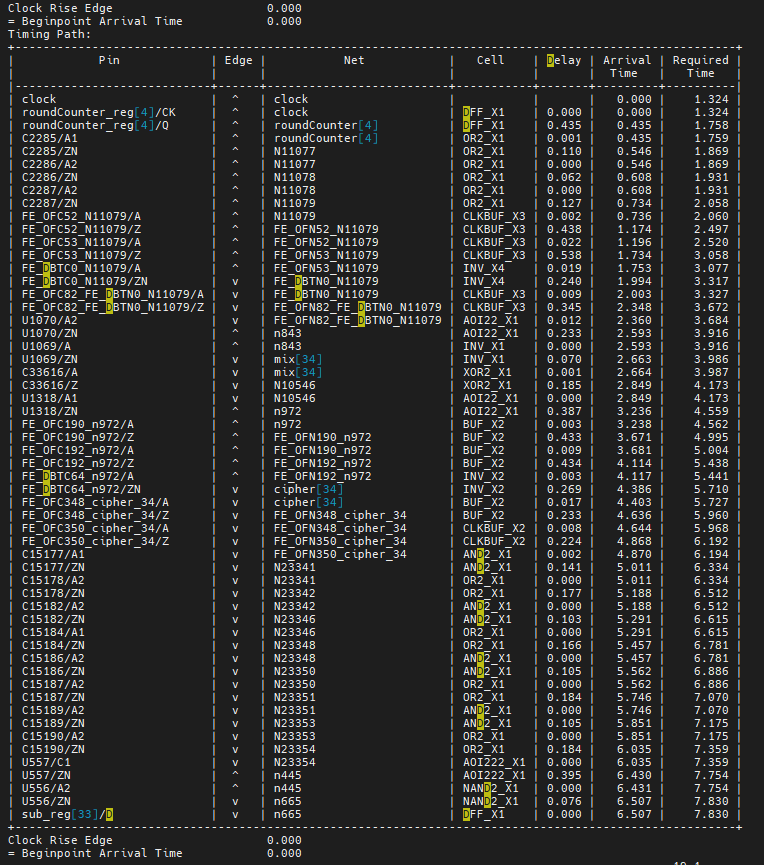 Clock Rise Edge 0.000
= Beginpoint Arrival Time 0.000
Timing Path:
+------------------------------------------------------------------------------------------------------------+
| Pin | Edge | Net | Cell | Delay | Arrival | Required |
| | | | | | Time | Time |
|------------------------------+-------+----------------------------+------------+--------+----------+-----------|
| clock | ^ | clock | | | 0.000 | 1.324 |
| roundCounter_reg[4]/CK | ^ | clock | DFF_X1 | 0.000 | 0.000 | 1.324 |
| roundCounter_reg[4]/Q | ^ | roundCounter[4] | DFF_X1 | 0.435 | 0.435 | 1.758 |
| C2285/A1 | ^ | roundCounter[4] | OR2_X1 | 0.001 | 0.435 | 1.759 |
| C2285/ZN | ^ | N11077 | OR2_X1 | 0.110 | 0.546 | 1.869 |
| C2286/A2 | ^ | N11077 | OR2_X1 | 0.000 | 0.546 | 1.869 |
| C2286/ZN | ^ | N11078 | OR2_X1 | 0.062 | 0.608 | 1.931 |
| C2287/A2 | ^ | N11078 | OR2_X1 | 0.000 | 0.608 | 1.931 |
| C2287/ZN | ^ | N11079 | OR2_X1 | 0.127 | 0.734 | 2.058 |
| FE_OFC52_N11079/A | ^ | N11079 | CLKBUF_X3 | 0.002 | 0.736 | 2.060 |
| FE_OFC52_N11079/Z | ^ | FE_OFN52_N11079 | CLKBUF_X3 | 0.438 | 1.174 | 2.497 |
| FE_OFC53_N11079/A | ^ | FE_OFN52_N11079 | CLKBUF_X3 | 0.022 | 1.196 | 2.520 |
| FE_OFC53_N11079/Z | ^ | FE_OFN53_N11079 | CLKBUF_X3 | 0.538 | 1.734 | 3.058 |
| FE_DBTC0_N11079/A | ^ | FE_OFN53_N11079 | INV_X4 | 0.019 | 1.753 | 3.077 |
| FE_DBTC0_N11079/ZN | v | FE_DBTN0_N11079 | INV_X4 | 0.240 | 1.994 | 3.317 |
| FE_OFC82_FE_DBTN0_N11079/A | v | FE_DBTN0_N11079 | CLKBUF_X3 | 0.009 | 2.003 | 3.327 |
| FE_OFC82_FE_DBTN0_N11079/Z | v | FE_OFN82_FE_DBTN0_N11079 | CLKBUF_X3 | 0.345 | 2.348 | 3.672 |
| U1070/A2 | v | FE_OFN82_FE_DBTN0_N11079 | AOI22_X1 | 0.012 | 2.360 | 3.684 |
| U1070/ZN | ^ | n843 | AOI22_X1 | 0.233 | 2.593 | 3.916 |
| U1069/A | ^ | n843 | INV_X1 | 0.000 | 2.593 | 3.916 |
| U1069/ZN | v | mix[34] | INV_X1 | 0.070 | 2.663 | 3.986 |
| C33616/A | v | mix[34] | XOR2_X1 | 0.001 | 2.664 | 3.987 |
| C33616/Z | v | N10546 | XOR2_X1 | 0.185 | 2.849 | 4.173 |
| U1318/A1 | v | N10546 | AOI22_X1 | 0.000 | 2.849 | 4.173 |
| U1318/ZN | ^ | n972 | AOI22_X1 | 0.387 | 3.236 | 4.559 |
| FE_OFC190_n972/A | ^ | n972 | BUF_X2 | 0.003 | 3.238 | 4.562 |
| FE_OFC190_n972/Z | ^ | FE_OFN190_n972 | BUF_X2 | 0.433 | 3.671 | 4.995 |
| FE_OFC192_n972/A | ^ | FE_OFN190_n972 | BUF_X2 | 0.009 | 3.681 | 5.004 |
| FE_OFC192_n972/Z | ^ | FE_OFN192_n972 | BUF_X2 | 0.434 | 4.114 | 5.438 |
| FE_DBTC64_n972/A | ^ | FE_OFN192_n972 | INV_X2 | 0.003 | 4.117 | 5.441 |
| FE_DBTC64_n972/ZN | v | cipher[34] | INV_X2 | 0.269 | 4.386 | 5.710 |
| FE_OFC348_cipher_34/A | v | cipher[34] | BUF_X2 | 0.017 | 4.403 | 5.727 |
| FE_OFC348_cipher_34/Z | v | FE_OFN348_cipher_34 | BUF_X2 | 0.233 | 4.636 | 5.960 |
| FE_OFC350_cipher_34/A | v | FE_OFN348_cipher_34 | CLKBUF_X2 | 0.008 | 4.644 | 5.968 |
| FE_OFC350_cipher_34/Z | v | FE_OFN350_cipher_34 | CLKBUF_X2 | 0.224 | 4.868 | 6.192 |
| C15177/A1 | v | FE_OFN350_cipher_34 | AND2_X1 | 0.002 | 4.870 | 6.194 |
| C15177/ZN | v | N23341 | AND2_X1 | 0.141 | 5.011 | 6.334 |
| C15178/A2 | v | N23341 | OR2_X1 | 0.000 | 5.011 | 6.334 |
| C15178/ZN | v | N23342 | OR2_X1 | 0.177 | 5.188 | 6.512 |
| C15182/A2 | v | N23342 | AND2_X1 | 0.000 | 5.188 | 6.512 |
| C15182/ZN | v | N23346 | AND2_X1 | 0.103 | 5.291 | 6.615 |
| C15184/A1 | v | N23346 | OR2_X1 | 0.000 | 5.291 | 6.615 |
| C15184/ZN | v | N23348 | OR2_X1 | 0.166 | 5.457 | 6.781 |
| C15186/A2 | v | N23348 | AND2_X1 | 0.000 | 5.457 | 6.781 |
| C15186/ZN | v | N23350 | AND2_X1 | 0.105 | 5.562 | 6.886 |
| C15187/A2 | v | N23350 | OR2_X1 | 0.000 | 5.562 | 6.886 |
| C15187/ZN | v | N23351 | OR2_X1 | 0.184 | 5.746 | 7.070 |
| C15189/A2 | v | N23351 | AND2_X1 | 0.000 | 5.746 | 7.070 |
| C15189/ZN | v | N23353 | AND2_X1 | 0.105 | 5.851 | 7.175 |
| C15190/A2 | v | N23353 | OR2_X1 | 0.000 | 5.851 | 7.175 |
| C15190/ZN | v | N23354 | OR2_X1 | 0.184 | 6.035 | 7.359 |
| U557/C1 | v | N23354 | AOI222_X1 | 0.000 | 6.035 | 7.359 |
| U557/ZN | ^ | n445 | AOI222_X1 | 0.395 | 6.430 | 7.754 |
| U556/A2 | ^ | n445 | NAND2_X1 | 0.000 | 6.431 | 7.754 |
| U556/ZN | v | n665 | NAND2_X1 | 0.076 | 6.507 | 7.830 |
| sub_reg[33]/D | v | n665 | DFF_X1 | 0.000 | 6.507 | 7.830 |
+------------------------------------------------------------------------------------------------------------+
Clock Rise Edge 0.000
= Beginpoint Arrival Time 0.000